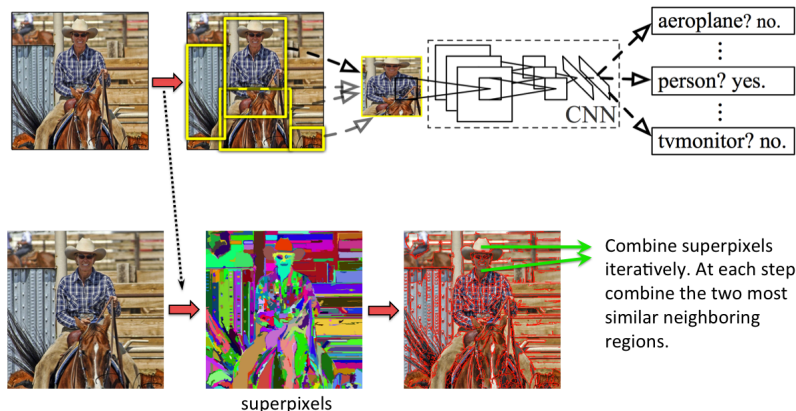 aeroplane? no.
person? yes.
CNN
tvmonitor? no.
Combine superpixels
iteratively. At each step
combine the two most
similar neighboring
regions.
superpixels